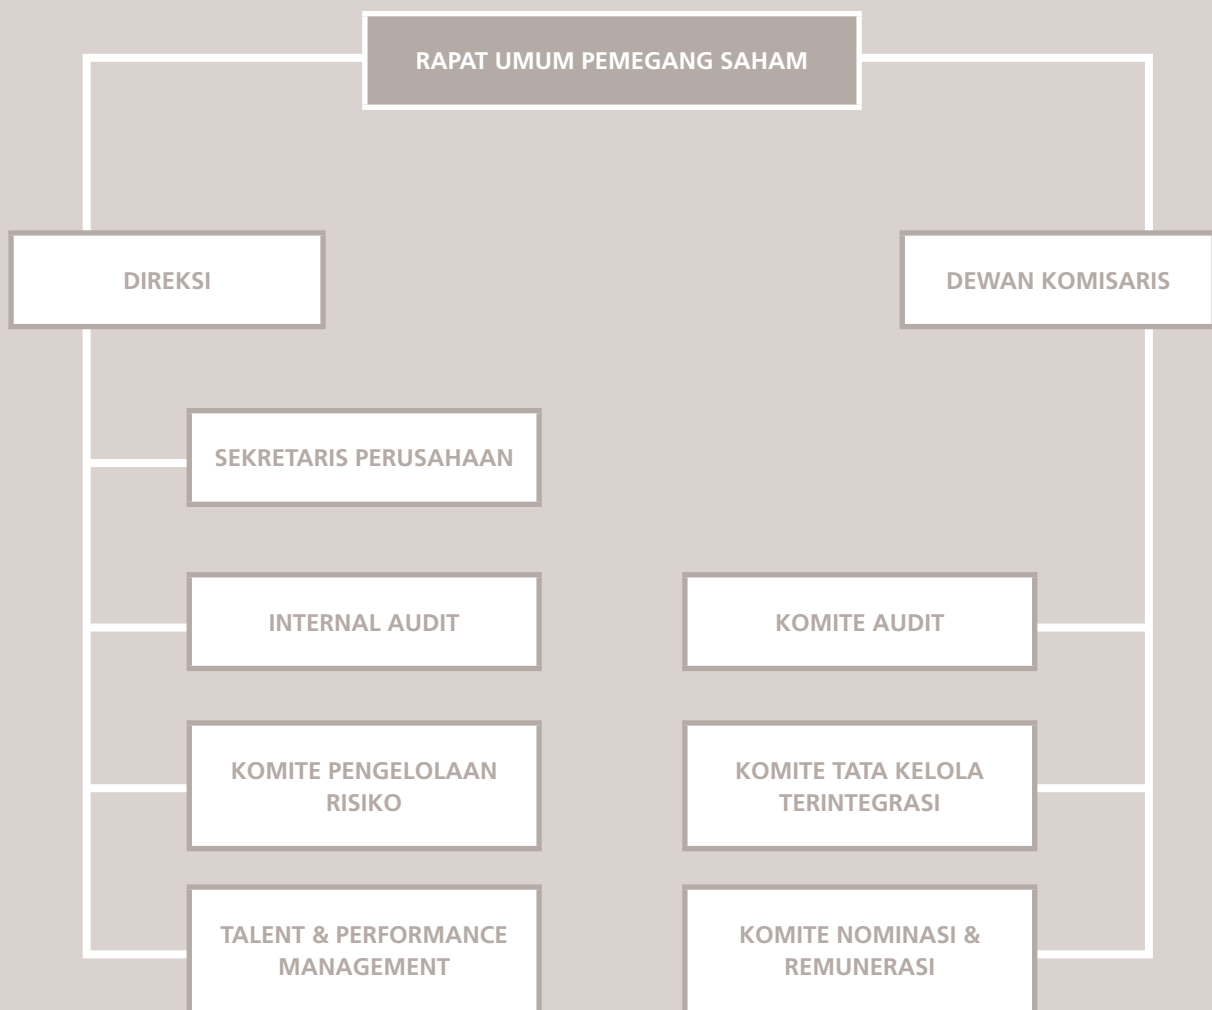 RAPAT UMUM PEMEGANG SAHAM
DIREKSI
DEWAN KOMISARIS
SEKRETARIS PERUSAHAAN
INTERNAL AUDIT
KOMITE AUDIT
KOMITE PENGELOLAAN
RISIKO
KOMITE TATA KELOLA
TERINTEGRASI
TALENT & PERFORMANCE
MANAGEMENT
KOMITE NOMINASI &
REMUNERASI